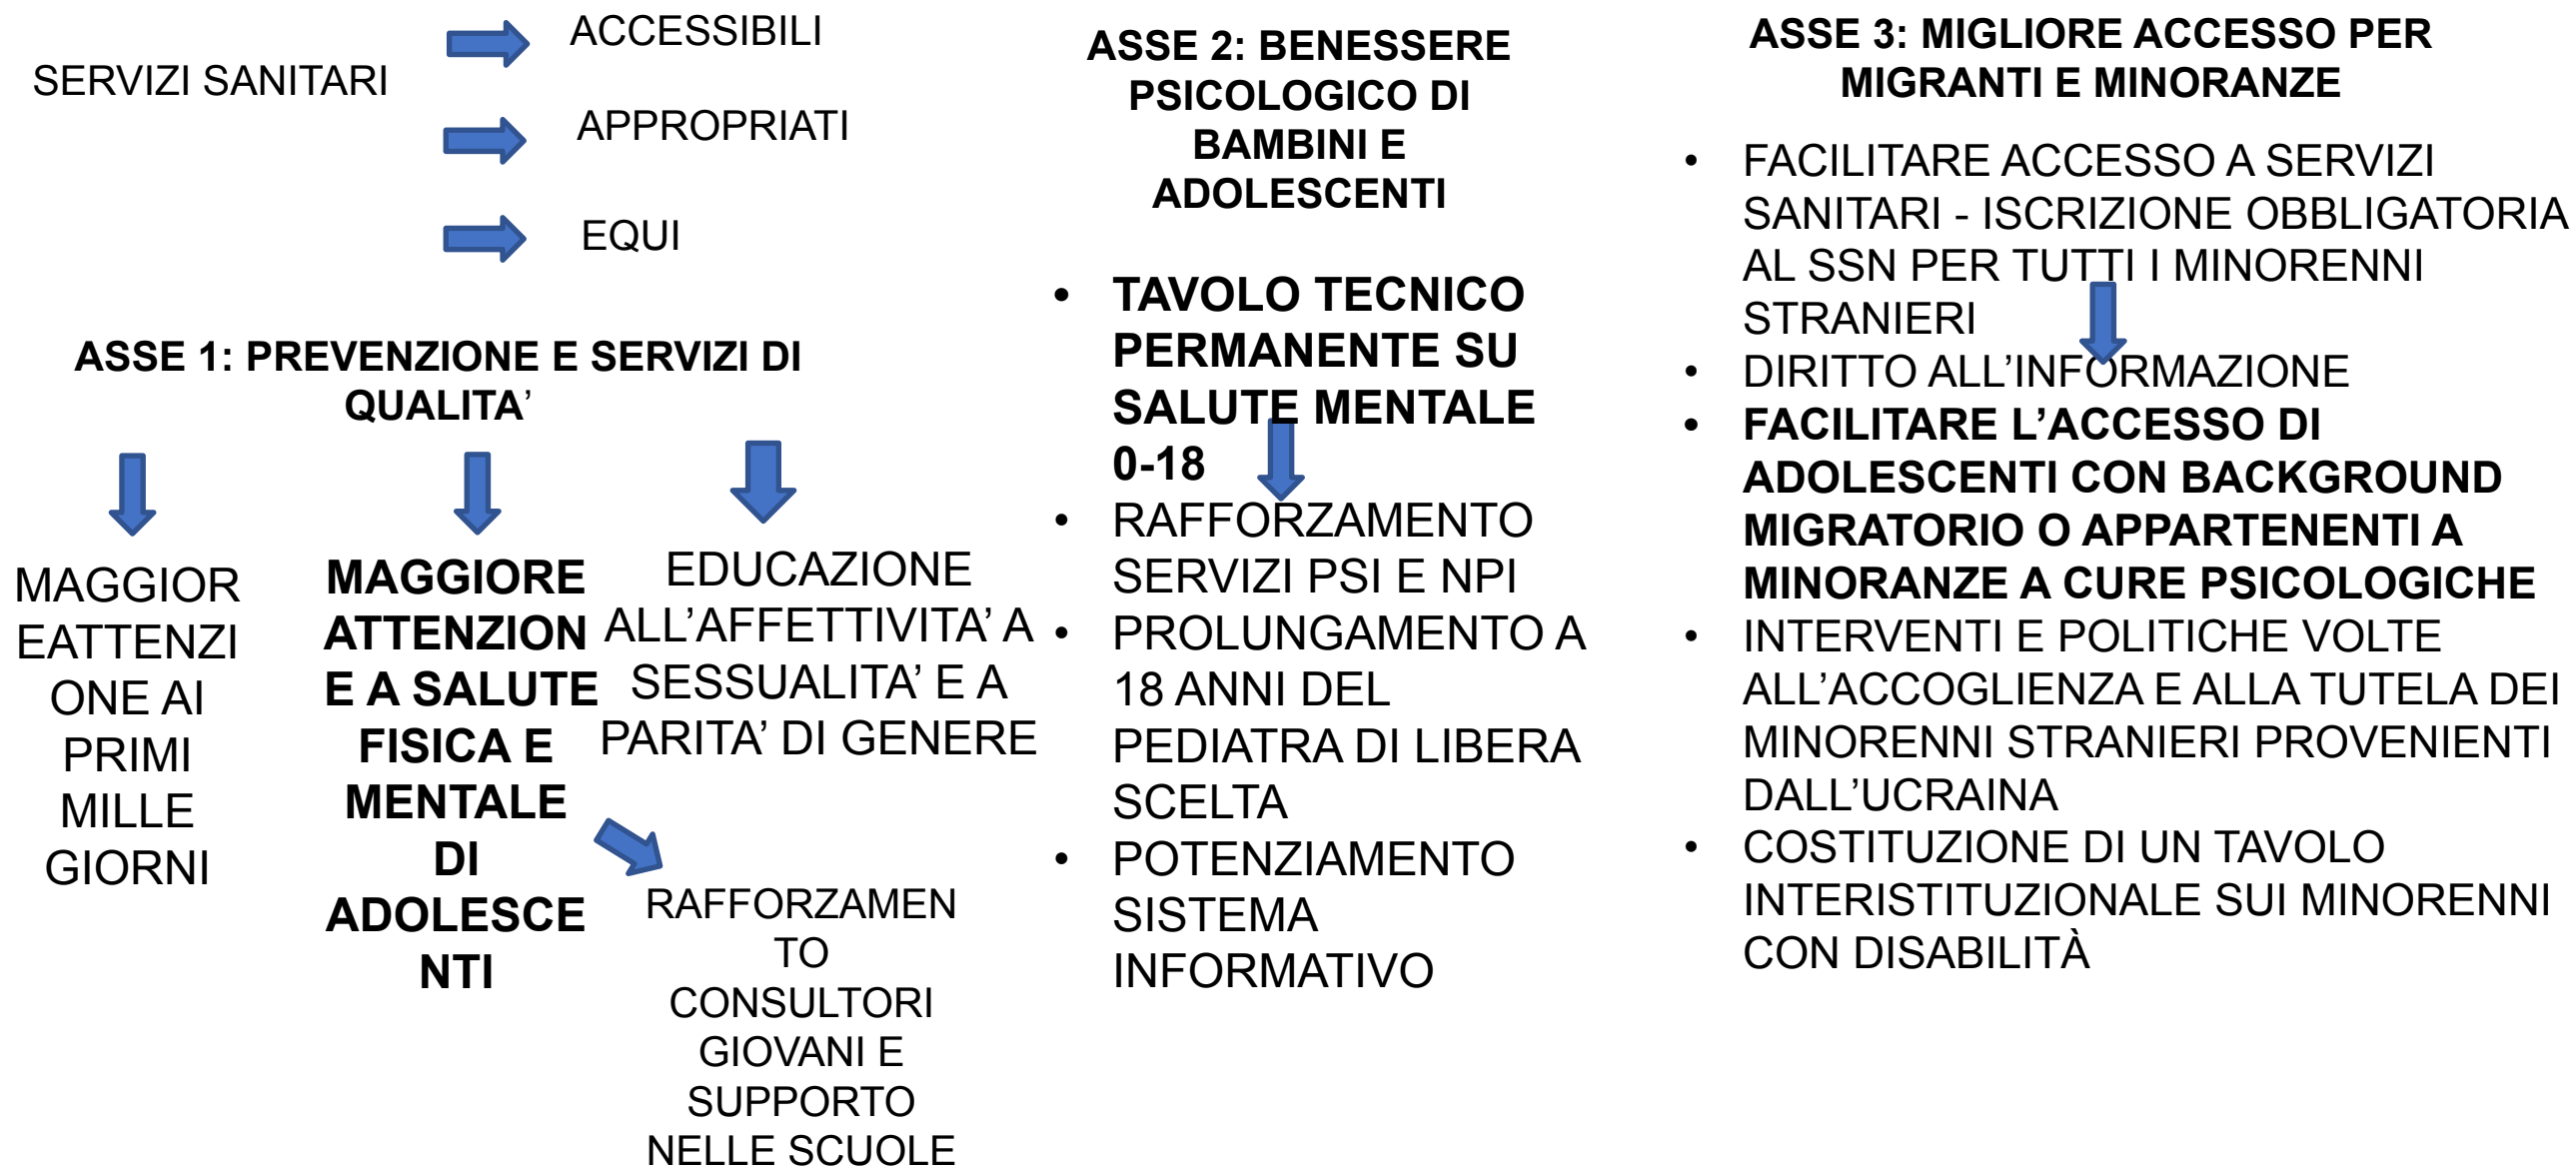 SERVIZI SANITARI
ACCESSIBILI
APPROPRIATI
EQUI
ASSE 1: PREVENZIONE E SERVIZI DI
QUALITA’
MAGGIOR
EATTENZI
ONE AI
PRIMI
MILLE
GIORNI
MAGGIORE
ATTENZION
E A SALUTE
FISICA E
MENTALE
DI
ADOLESCE
NTI
EDUCAZIONE
ALL’AFFETTIVITA’ A
SESSUALITA’ E A
PARITA’ DI GENERE
RAFFORZAMEN
TO
CONSULTORI
GIOVANI E
SUPPORTO
NELLE SCUOLE
ASSE 2: BENESSERE
PSICOLOGICO DI
BAMBINI E
ADOLESCENTI
• TAVOLO TECNICO
PERMANENTE SU
SALUTE MENTALE
0-18
• RAFFORZAMENTO
SERVIZI PSI E NPI
• PROLUNGAMENTO A
18 ANNI DEL
PEDIATRA DI LIBERA
SCELTA
• POTENZIAMENTO
SISTEMA
INFORMATIVO
ASSE 3: MIGLIORE ACCESSO PER
MIGRANTI E MINORANZE
• FACILITARE ACCESSO A SERVIZI
SANITARI - ISCRIZIONE OBBLIGATORIA
AL SSN PER TUTTI I MINORENNI
STRANIERI
• DIRITTO ALL’INFORMAZIONE
• FACILITARE L’ACCESSO DI
ADOLESCENTI CON BACKGROUND
MIGRATORIO O APPARTENENTI A
MINORANZE A CURE PSICOLOGICHE
• INTERVENTI E POLITICHE VOLTE
ALL’ACCOGLIENZA E ALLA TUTELA DEI
MINORENNI STRANIERI PROVENIENTI
DALL’UCRAINA
• COSTITUZIONE DI UN TAVOLO
INTERISTITUZIONALE SUI MINORENNI
CON DISABILITÀ